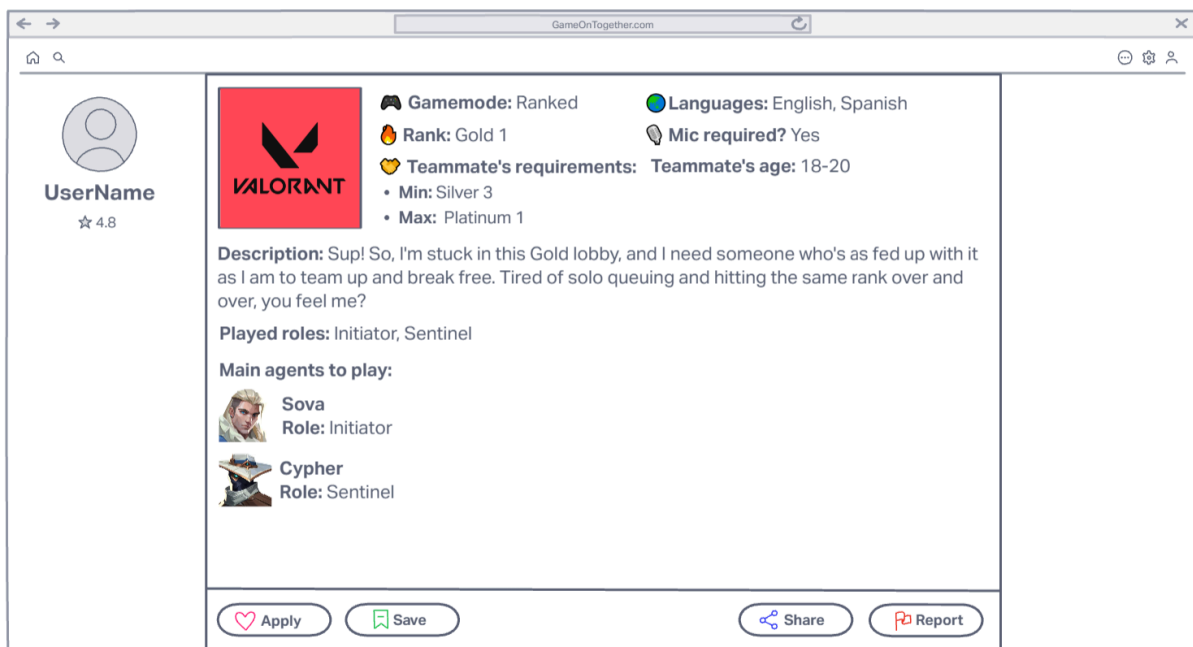 GameOnTogether.com
UserName
4.8
VALORANT
Gamemode: Ranked
Languages: English, Spanish
Rank: Gold 1
Mic required? Yes
Teammate's requirements:
Teammate's age: 18-20
• Min: Silver 3
• Max: Platinum 1
Description: Sup! So, I'm stuck in this Gold lobby, and I need someone who's as fed up with it
as I am to team up and break free. Tired of solo queuing and hitting the same rank over and
over, you feel me?
Played roles: Initiator, Sentinel
Main agents to play:
Sova
Role: Initiator
Cypher
Role: Sentinel
Apply
Save
Share
Report